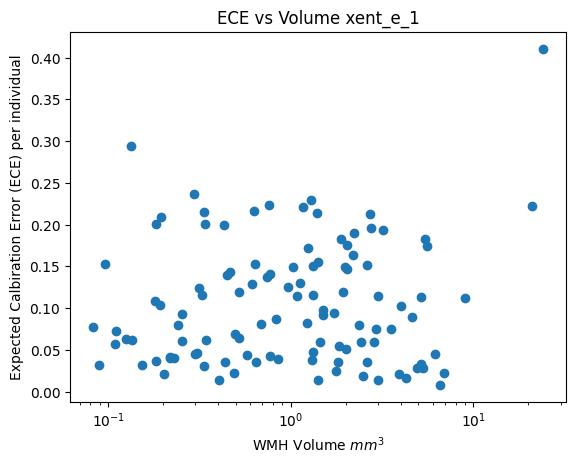 ECE vs Volume xent_e_1
Expected Calbiration Error (ECE) per individual
0.40
0.35
0.30
0.25
0.20
0.15
0.10
0.05
0.00
10⁻¹ 10⁰ 10¹
WMH Volume mm³